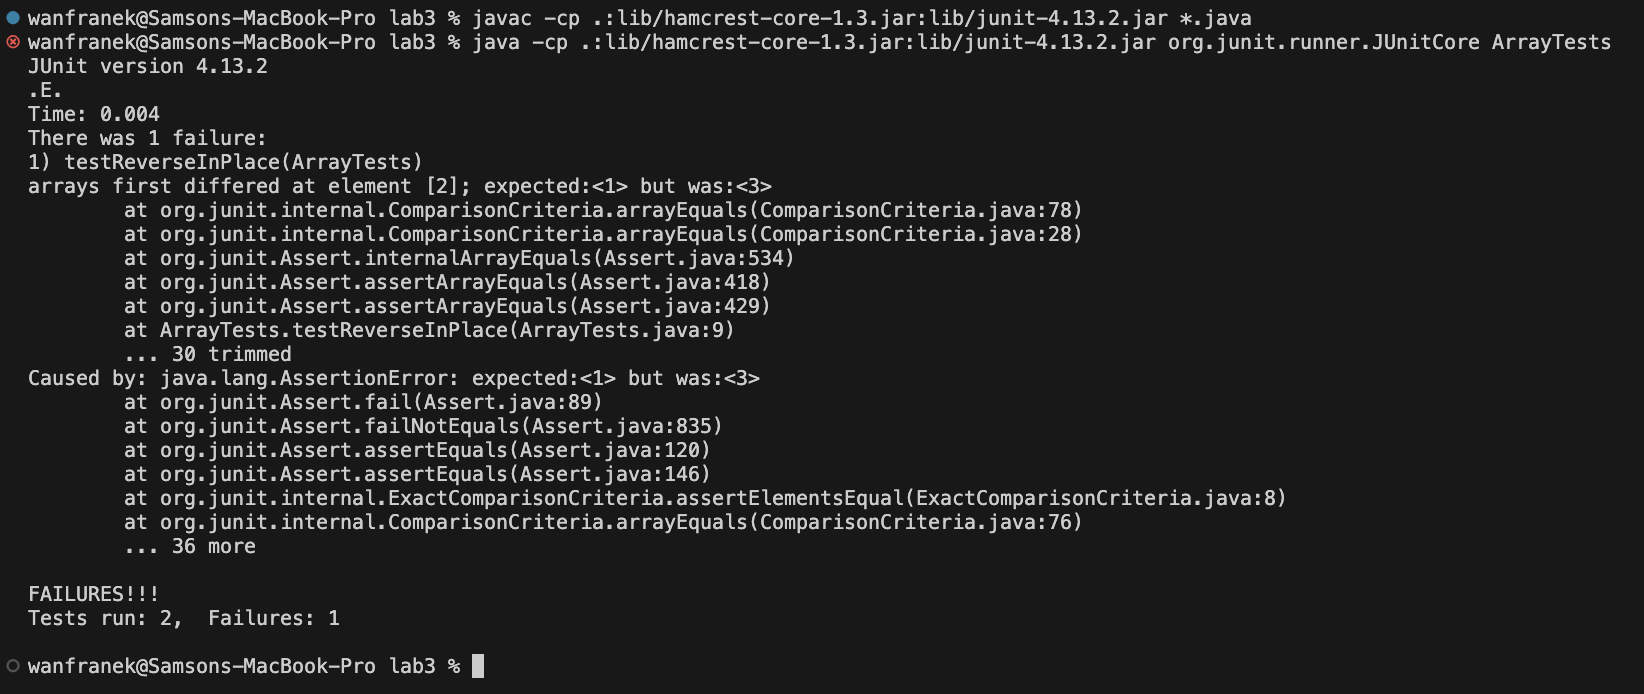 wanfranek@Samsons-MacBook-Pro lab3 % javac -cp .:lib/hamcrest-core-1.3.jar:lib/junit-4.13.2.jar *.java
wanfranek@Samsons-MacBook-Pro lab3 % java -cp .:lib/hamcrest-core-1.3.jar:lib/junit-4.13.2.jar org.junit.runner.JUnitCore ArrayTests
JUnit version 4.13.2
.E.
Time: 0.004
There was 1 failure:
1) testReverseInPlace(ArrayTests)
arrays first differed at element [2]; expected:<1> but was:<3>
        at org.junit.internal.ComparisonCriteria.arrayEquals(ComparisonCriteria.java:78)
        at org.junit.internal.ComparisonCriteria.arrayEquals(ComparisonCriteria.java:28)
        at org.junit.Assert.internalArrayEquals(Assert.java:534)
        at org.junit.Assert.assertArrayEquals(Assert.java:418)
        at org.junit.Assert.assertArrayEquals(Assert.java:429)
        at ArrayTests.testReverseInPlace(ArrayTests.java:9)
        ... 30 trimmed
Caused by: java.lang.AssertionError: expected:<1> but was:<3>
        at org.junit.Assert.fail(Assert.java:89)
        at org.junit.Assert.failNotEquals(Assert.java:835)
        at org.junit.Assert.assertEquals(Assert.java:120)
        at org.junit.Assert.assertEquals(Assert.java:146)
        at org.junit.internal.ExactComparisonCriteria.assertElementsEqual(ExactComparisonCriteria.java:8)
        at org.junit.internal.ComparisonCriteria.arrayEquals(ComparisonCriteria.java:76)
        ... 36 more

FAILURES!!!
Tests run: 2,  Failures: 1

wanfranek@Samsons-MacBook-Pro lab3 %